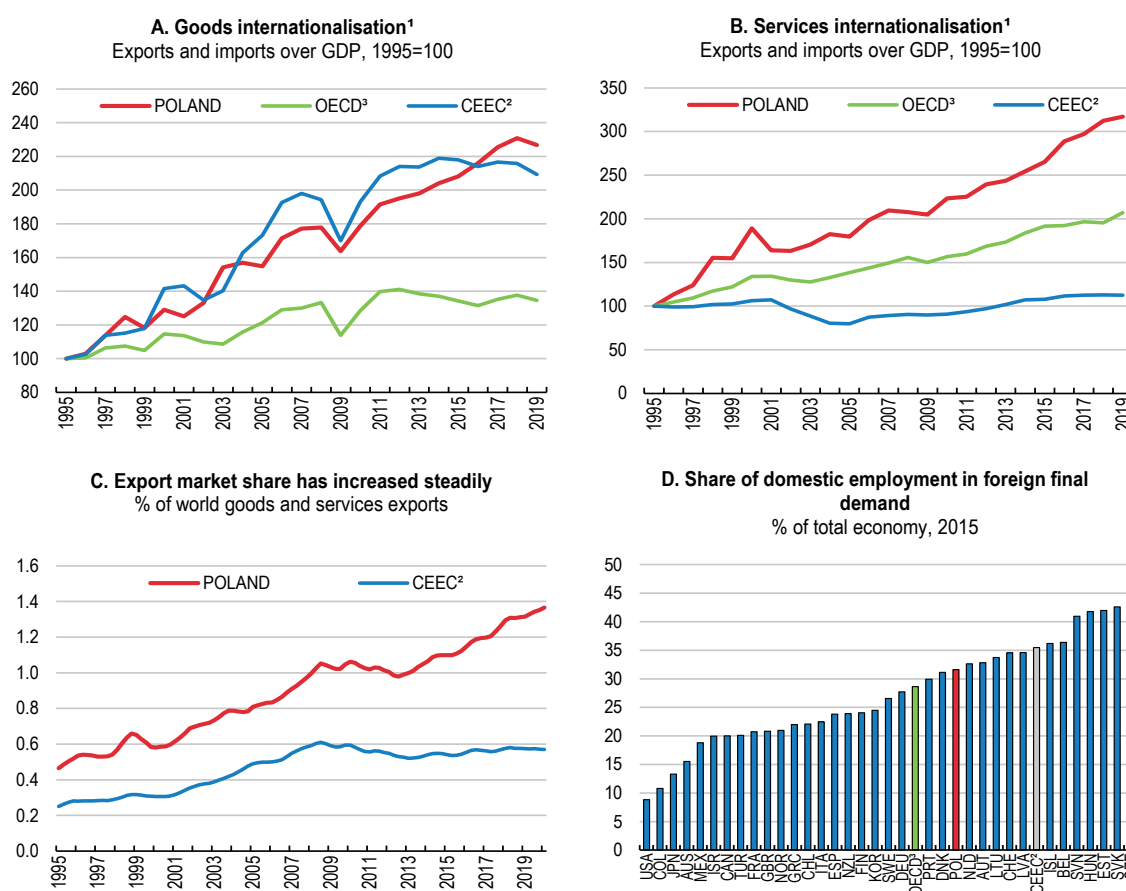 A. Goods internationalisation¹
Exports and imports over GDP, 1995=100
260
240
220
200
180
160
140
120
100
80
POLAND
OECD³
CEEC²
1995
1997
1999
2001
2003
2005
2007
2009
2011
2013
2015
2017
2019
B. Services internationalisation¹
Exports and imports over GDP, 1995=100
350
300
250
200
150
100
50
0
POLAND
OECD³
CEEC²
1995
1997
1999
2001
2003
2005
2007
2009
2011
2013
2015
2017
2019
C. Export market share has increased steadily
% of world goods and services exports
1.6
1.4
1.2
1.0
0.8
0.6
0.4
0.2
0.0
POLAND
CEEC²
1995
1997
1999
2001
2003
2005
2007
2009
2011
2013
2015
2017
2019
D. Share of domestic employment in foreign final
demand
% of total economy, 2015
50
45
40
35
30
25
20
15
10
5
0
USA
COL
JPN
AUS
MEX
ISR
CAN
TUR
FRA
GBR
NOR
GRC
CHL
ITA
ESP
NZL
FIN
KOR
SWE
DEU
OECD³
PRT
DNK
POL
NLD
AUT
LTU
CHE
LVA
CEEC²
ISL
BEL
SVN
HUN
EST
SVK